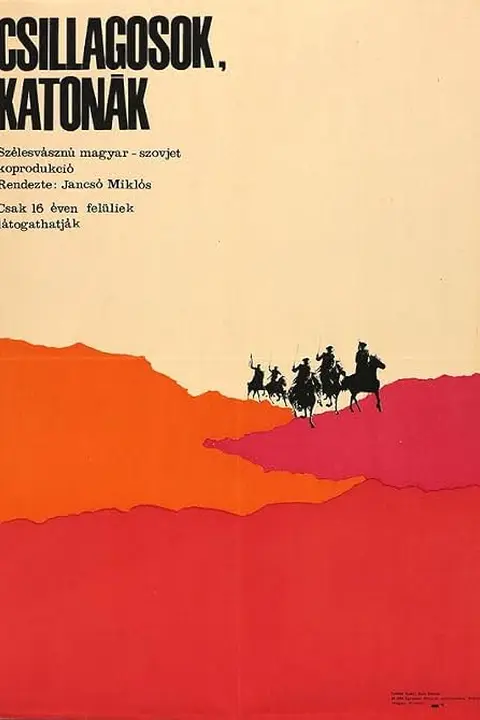 CSILLAGOSOK,
KATONÁK
Szélesvásznú magyar - szovjet
koprodukció
Rendezte: Jancsó Miklós
Csak 16 éven felüliek
látogathatják